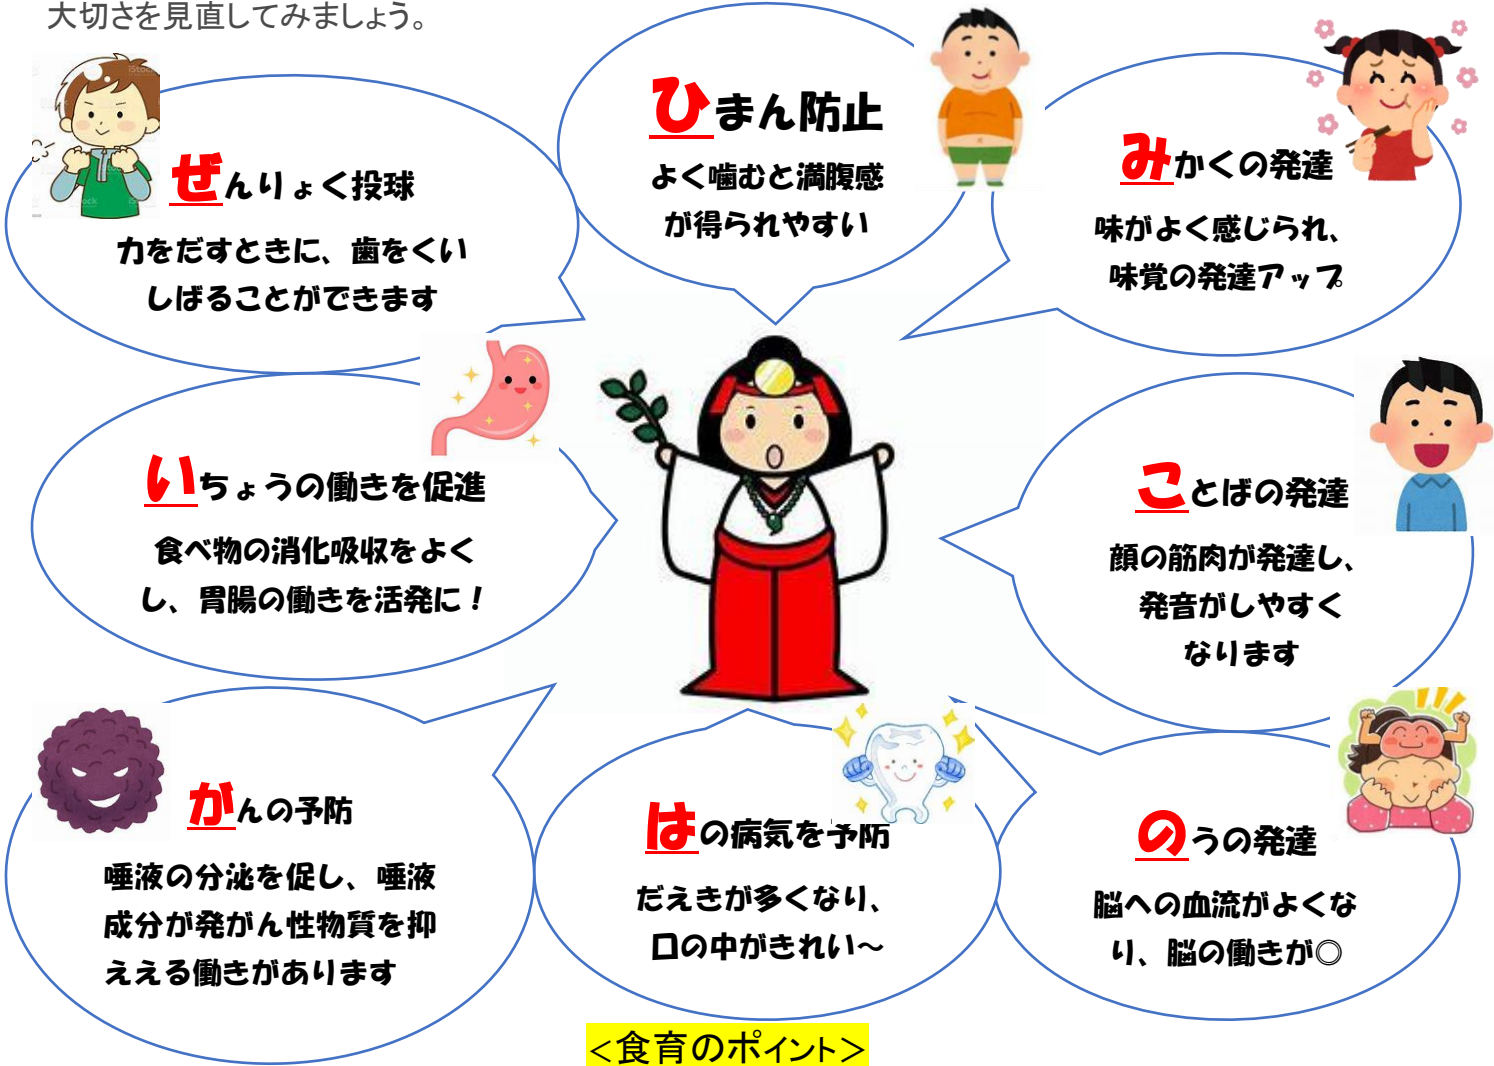 大切さを見直してみましょう。
ひまん防止
よく噛むと満腹感
が得られやすい
みかくの発達
味がよく感じられ、
味覚の発達アップ
ことばの発達
顔の筋肉が発達し、
発音がしやすく
なります
のうの発達
脳への血流がよくな
り、脳の働きが◎
はの病気を予防
だえきが多くなり、
口の中がきれい～
がんの予防
唾液の分泌を促し、唾液
成分が発がん性物質を抑
ええる働きがあります
いちょうの働きを促進
食べ物の消化吸収をよく
し、胃腸の働きを活発に！
ぜんりょく投球
力をだすときに、歯をくい
しばることができます
＜食育のポイント＞